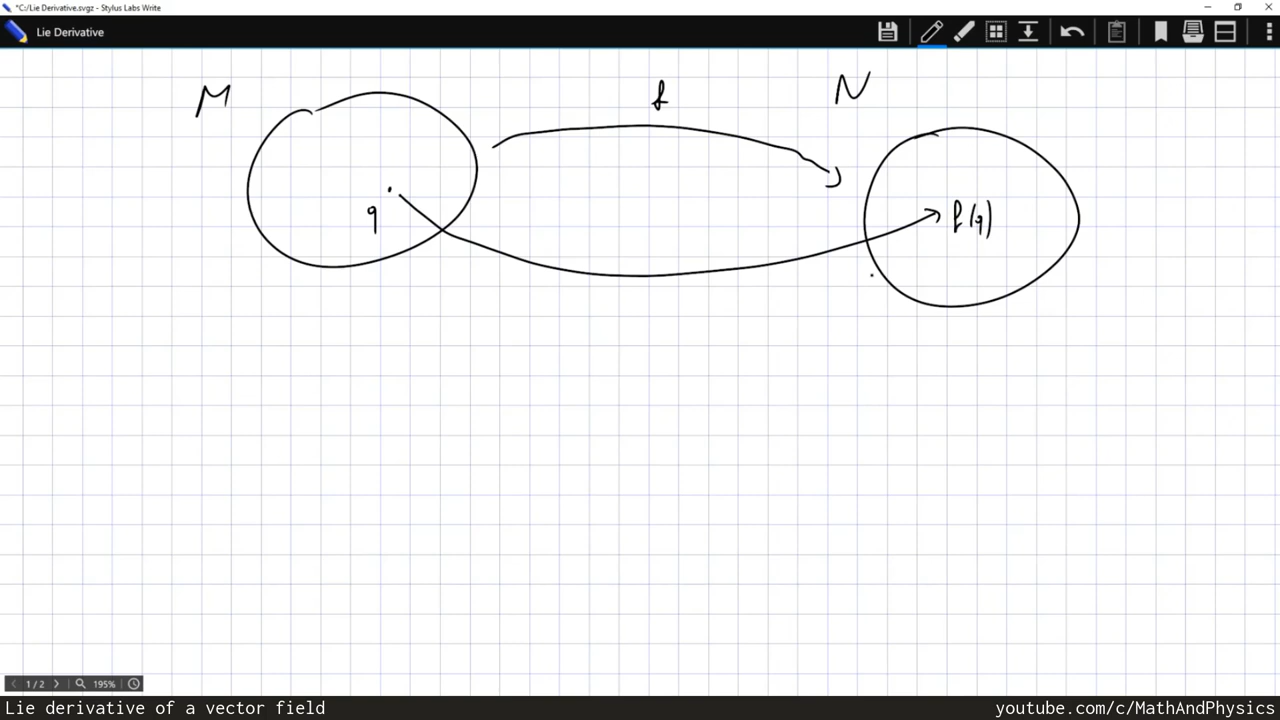 *C:/Lie Derivative.svgz - Stylus Labs Write
Lie Derivative
M f N
q f(q)
1 / 2 195%
Lie derivative of a vector field youtube.com/c/MathAndPhysics